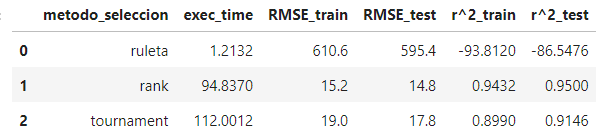 metodo_seleccion exec_time RMSE_train RMSE_test r^2_train r^2_test
0 ruleta 1.2132 610.6 595.4 -93.8120 -86.5476
1 rank 94.8370 15.2 14.8 0.9432 0.9500
2 tournament 112.0012 19.0 17.8 0.8990 0.9146